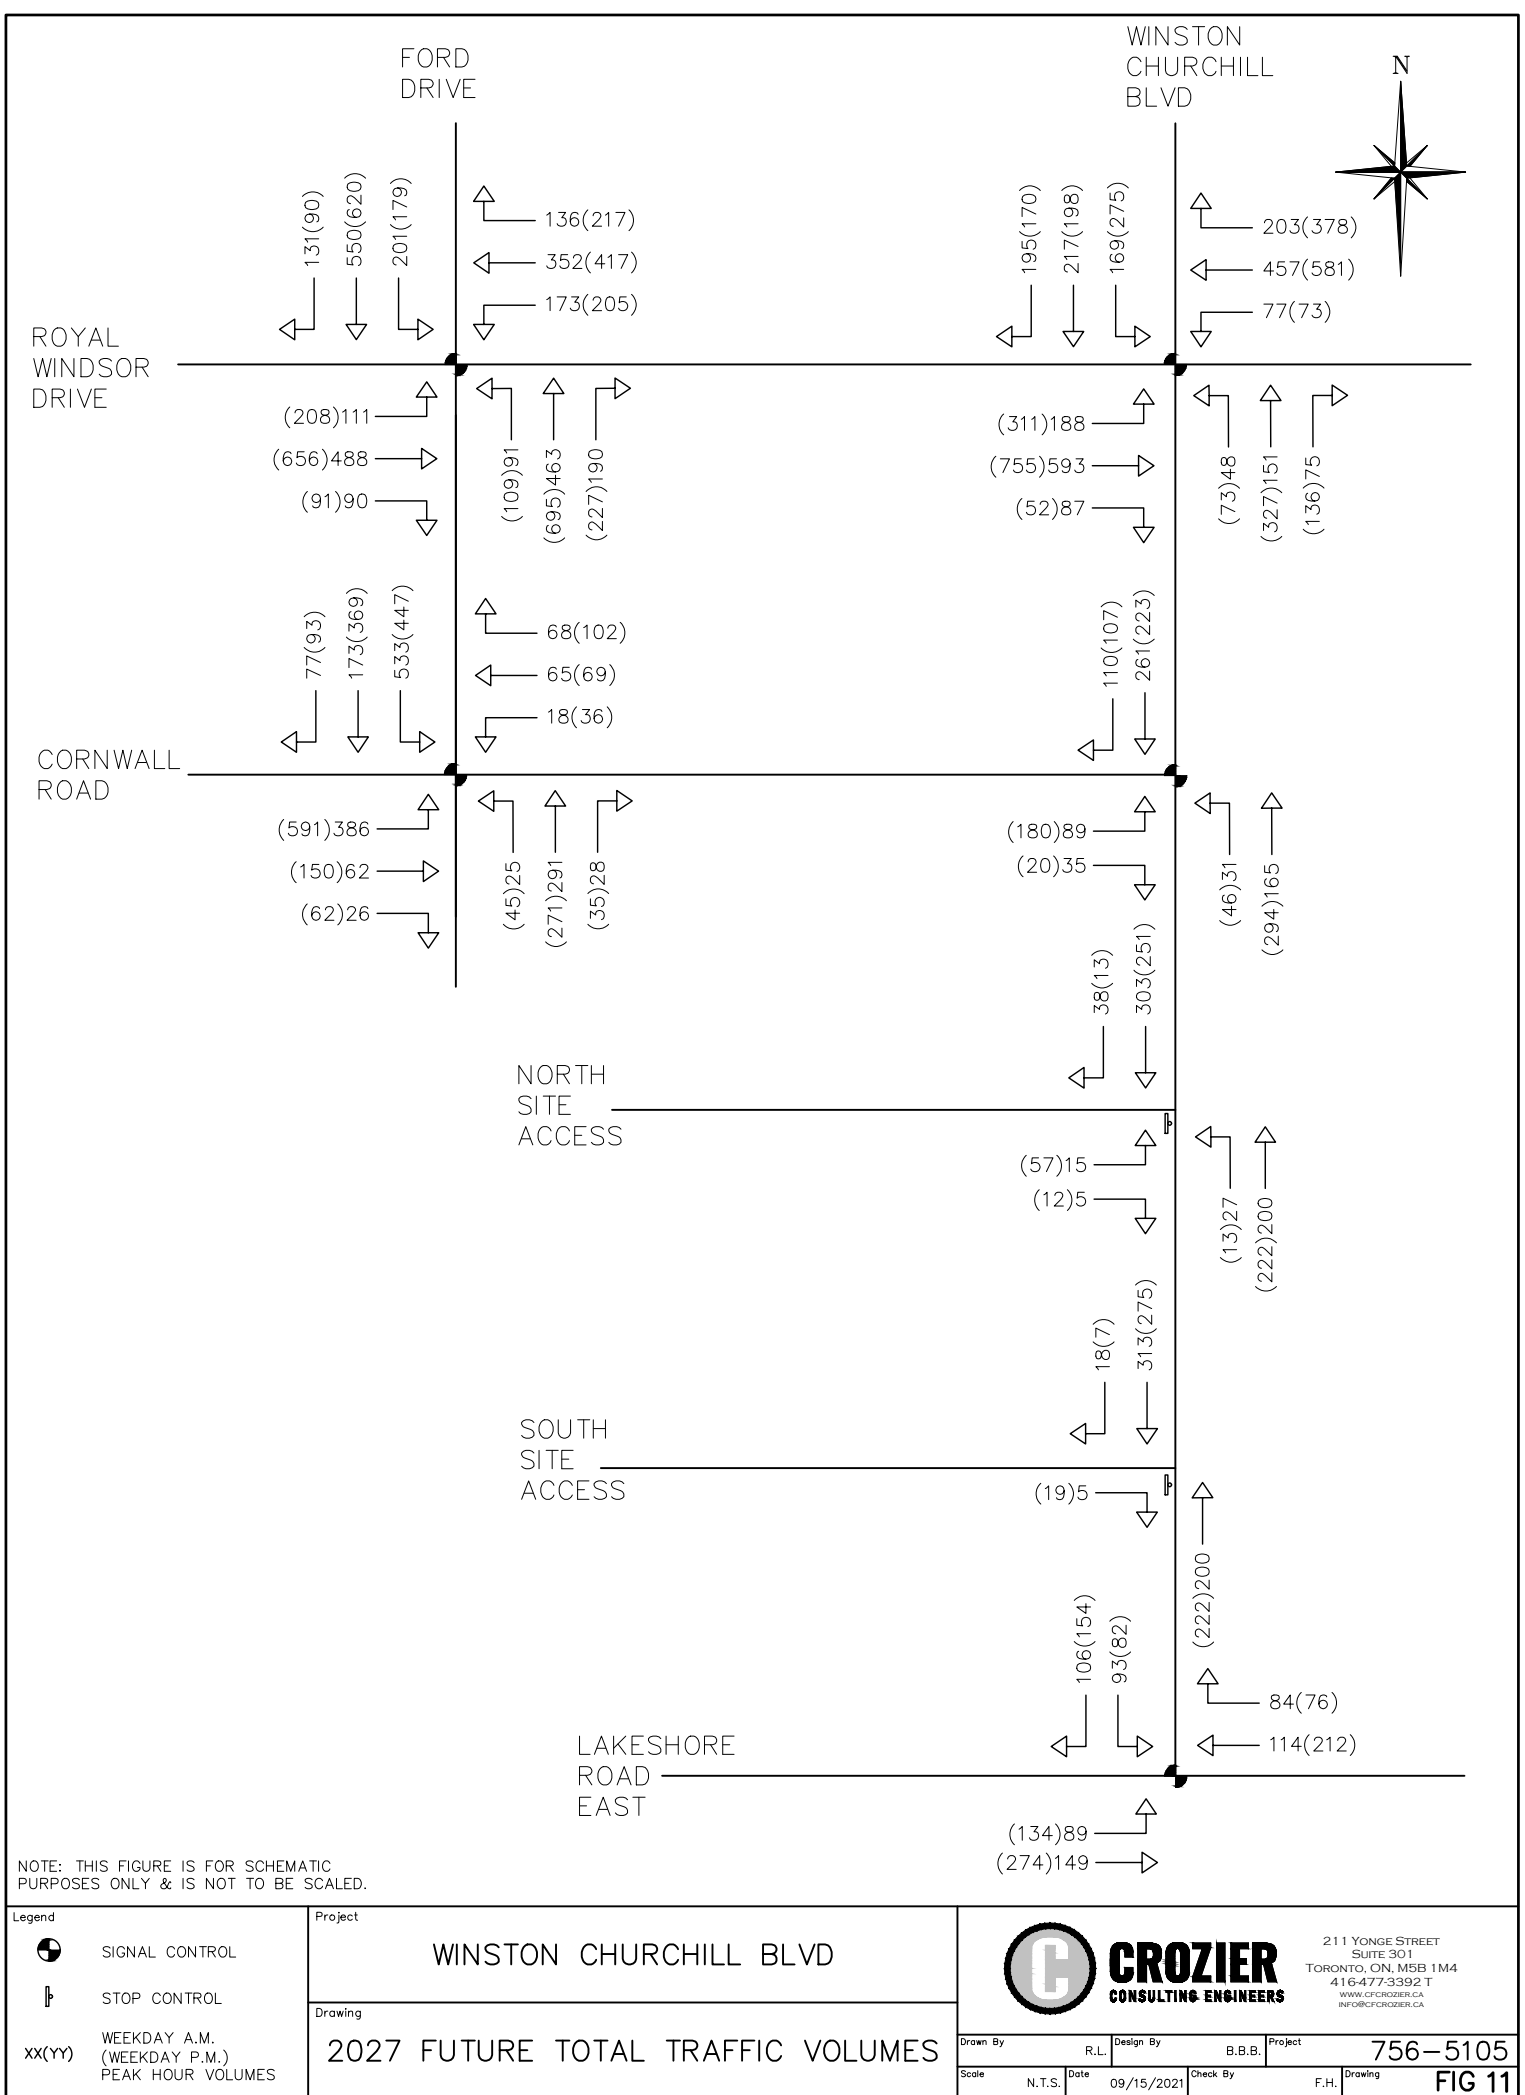 FORD
DRIVE
WINSTON
CHURCHILL
BLVD
N
131(90)
550(620)
201(179)
136(217)
352(417)
173(205)
195(170)
217(198)
169(275)
203(378)
457(581)
77(73)
ROYAL
WINDSOR
DRIVE
(208)111
(656)488
(91)90
(109)91
(695)463
(227)190
(311)188
(755)593
(52)87
(73)48
(327)151
(136)75
77(93)
173(369)
533(447)
68(102)
65(69)
18(36)
110(107)
261(223)
CORNWALL
ROAD
(591)386
(150)62
(62)26
(45)25
(271)291
(35)28
(180)89
(20)35
(46)31
(294)165
38(13)
303(251)
NORTH
SITE
ACCESS
(57)15
(12)5
(13)27
(222)200
18(7)
313(275)
SOUTH
SITE
ACCESS
(19)5
(222)200
106(154)
93(82)
84(76)
114(212)
LAKESHORE
ROAD
EAST
(134)89
(274)149
NOTE: THIS FIGURE IS FOR SCHEMATIC
PURPOSES ONLY & IS NOT TO BE SCALED.
Legend
SIGNAL CONTROL
STOP CONTROL
XX(YY)
WEEKDAY A.M.
(WEEKDAY P.M.)
PEAK HOUR VOLUMES
Project
WINSTON CHURCHILL BLVD
Drawing
2027 FUTURE TOTAL TRAFFIC VOLUMES
C
CROZIER
CONSULTING ENGINEERS
211 YONGE STREET
SUITE 301
TORONTO, ON, M5B 1M4
416-477-3392 T
WWW.CFCROZIER.CA
INFO@CFCROZIER.CA
Drawn By R.L. Design By B.B.B. Project 756-5105
Scale N.T.S. Date 09/15/2021 Check By F.H. Drawing FIG 11